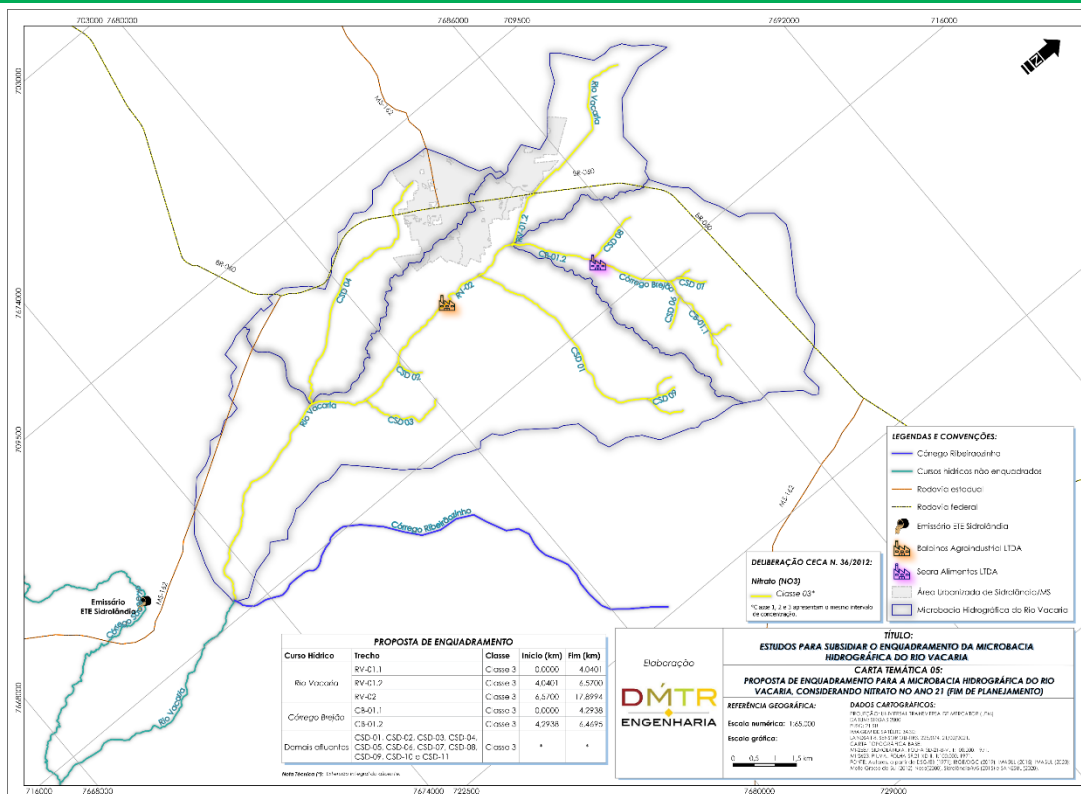 703000
7680000
7686000
709500
7692000
716000
703000
7674000
709500
7668000
716000
7668000
7674000
722500
7680000
729000
N
MS-162
BR-060
BR-060
BR-060
MS-162
MS-162
Rio Vacaria
RV-01.2
CB-01.2
CSD 08
Córrego Brejão
CSD 01
CSD 06
CB-01.1
RV-02
CSD 04
CSD 01
CSD 02
CSD 03
CSD 09
Rio Vacaria
Córrego Ribeirãozinho
Emissário
ETE Sidrolândia
Rio Vacaria
LEGENDAS E CONVENÇÕES:
Córrego Ribeiraozinho
Cursos hídricos não enquadrados
Rodovia estadual
Rodovia federal
Emissário ETE Sidrolândia
Balbinos Agroindustrial LTDA
Seara Alimentos LTDA
Área Urbanizada de Sidrolândia/MS
Microbacia Hidrográfica do Rio Vacaria
DELIBERAÇÃO CECA N. 36/2012:
Nitrato (NO3)
Classe 03*
*Classe 1, 2 e 3 apresentam o mesmo intervalo
de concentração.
PROPOSTA DE ENQUADRAMENTO
Curso Hídrico Trecho Classe Início (km) Fim (km)
Rio Vacaria
RV-01.1 Classe 3 0,0000 4,0401
RV-01.2 Classe 3 4,0401 6,5700
RV-02 Classe 3 6,5700 17,8994
Córrego Brejão
CB-01.1 Classe 3 0,0000 4,2938
CB-01.2 Classe 3 4,2938 6,4695
Demais afluentes
CSD-01, CSD-02, CSD-03, CSD-04,
CSD-05, CSD-06, CSD-07, CSD-08,
CSD-09, CSD-10 e CSD-11
Classe 3 * *
Nota Técnica (*):
Elaboração
DMTR
ENGENHARIA
TÍTULO:
ESTUDOS PARA SUBSIDIAR O ENQUADRAMENTO DA MICROBACIA
HIDROGRÁFICA DO RIO VACARIA
CARTA TEMÁTICA 05:
PROPOSTA DE ENQUADRAMENTO PARA A MICROBACIA HIDROGRÁFICA DO RIO
VACARIA, CONSIDERANDO NITRATO NO ANO 21 (FIM DE PLANEJAMENTO)
REFERÊNCIA GEOGRÁFICA:
Escala numérica: 1:65.000
Escala gráfica:
0 0,5 1 1,5 km
DADOS CARTOGRÁFICOS: